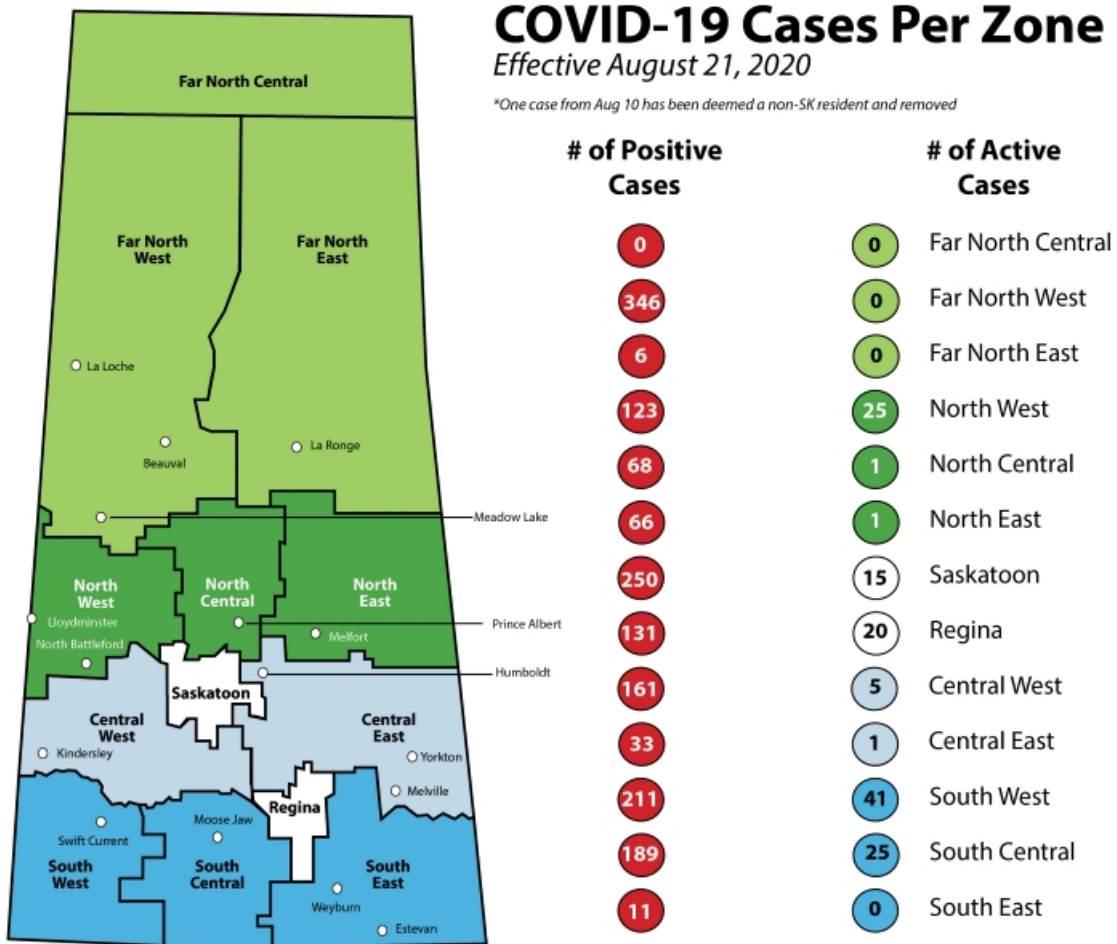 COVID-19 Cases Per Zone
Effective August 21, 2020
*One case from Aug 10 has been deemed a non-SK resident and removed
# of Positive
Cases
# of Active
Cases
0 0 Far North Central
346 0 Far North West
6 0 Far North East
123 25 North West
68 1 North Central
66 1 North East
250 15 Saskatoon
131 20 Regina
161 5 Central West
33 1 Central East
211 41 South West
189 25 South Central
11 0 South East
Far North Central
Far North
West
Far North
East
La Loche
Beauval
La Ronge
Meadow Lake
North
West
North
Central
North
East
Lloydminster
Prince Albert
North Battleford
Melfort
Humboldt
Saskatoon
Central
West
Central
East
Kindersley
Yorkton
Melville
Regina
Moose Jaw
Swift Current
South
West
South
Central
South
East
Weyburn
Estevan